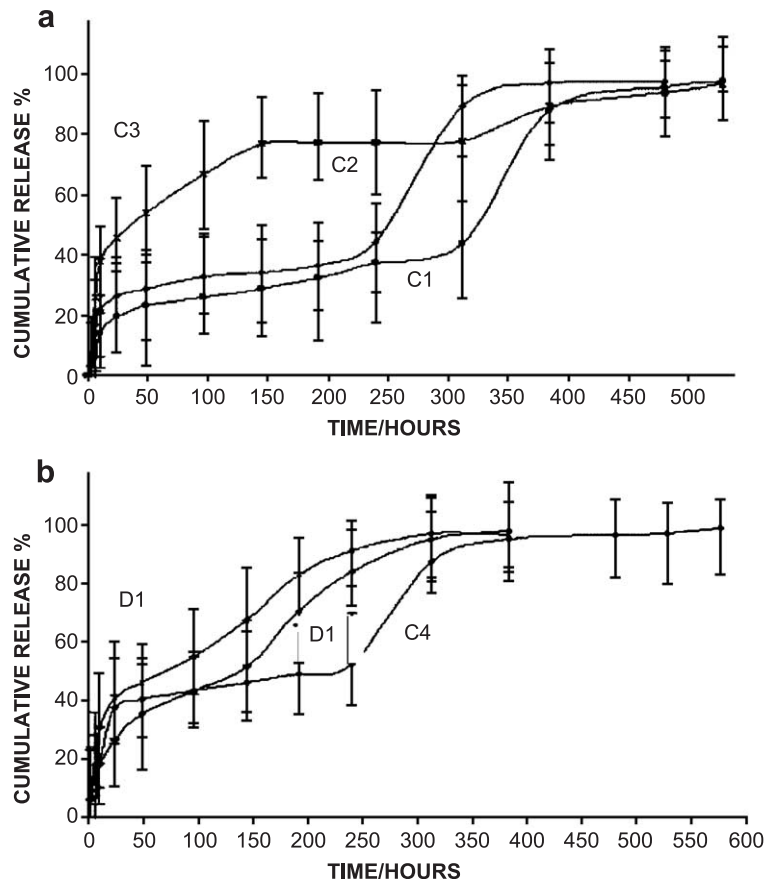 a
CUMULATIVE RELEASE %
100
80
60
40
20
0
C3
C2
C1
0 50 100 150 200 250 300 350 400 450 500
TIME/HOURS
b
CUMULATIVE RELEASE %
100
80
60
40
20
0
D1
D1
C4
0 50 100 150 200 250 300 350 400 450 500 550 600
TIME/HOURS